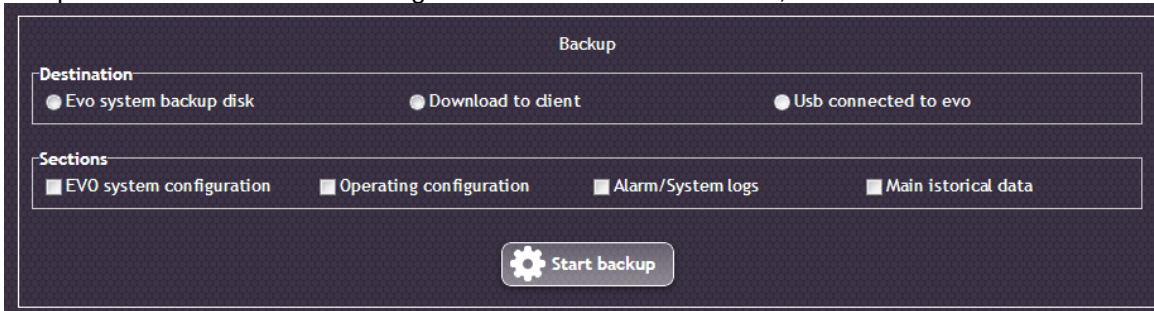 Backup
Destination
Evo system backup disk Download to client Usb connected to evo
Sections
EVO system configuration Operating configuration Alarm/System logs Main istorical data
Start backup